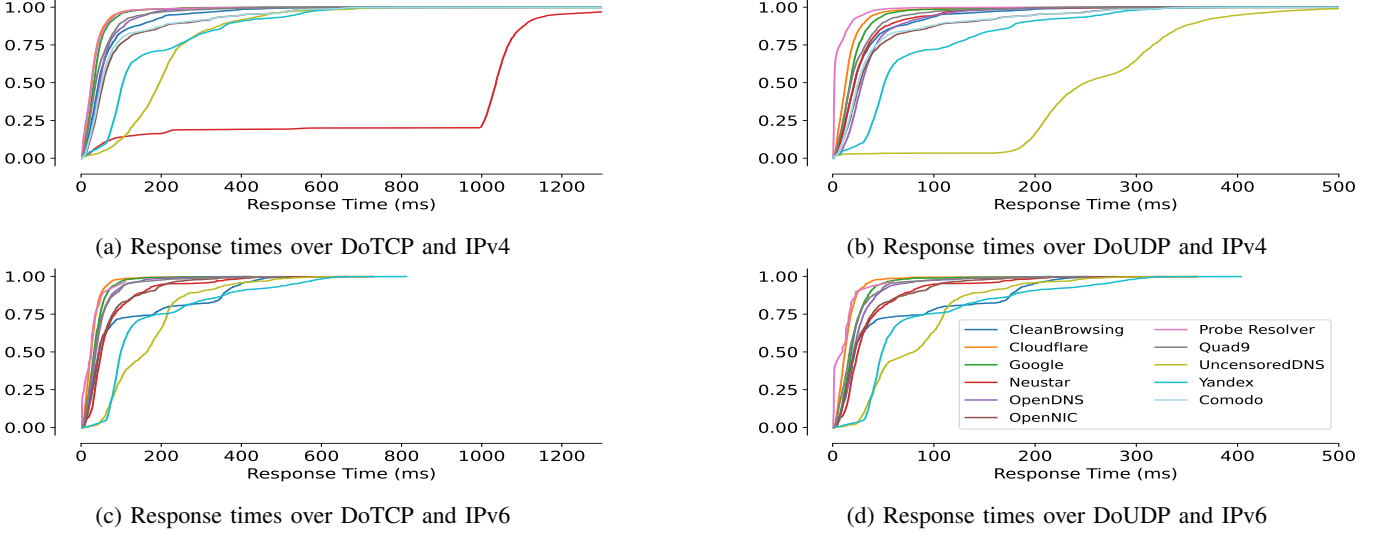 1.00
0.75
0.50
0.25
0.00
0 200 400 600 800 1000 1200
Response Time (ms)
(a) Response times over DoTCP and IPv4
1.00
0.75
0.50
0.25
0.00
0 100 200 300 400 500
Response Time (ms)
(b) Response times over DoUDP and IPv4
1.00
0.75
0.50
0.25
0.00
0 200 400 600 800 1000 1200
Response Time (ms)
(c) Response times over DoTCP and IPv6
1.00
0.75
0.50
0.25
0.00
CleanBrowsing
Cloudflare
Google
Neustar
OpenDNS
OpenNIC
Probe Resolver
Quad9
UncensoredDNS
Yandex
Comodo
0 100 200 300 400 500
Response Time (ms)
(d) Response times over DoUDP and IPv6